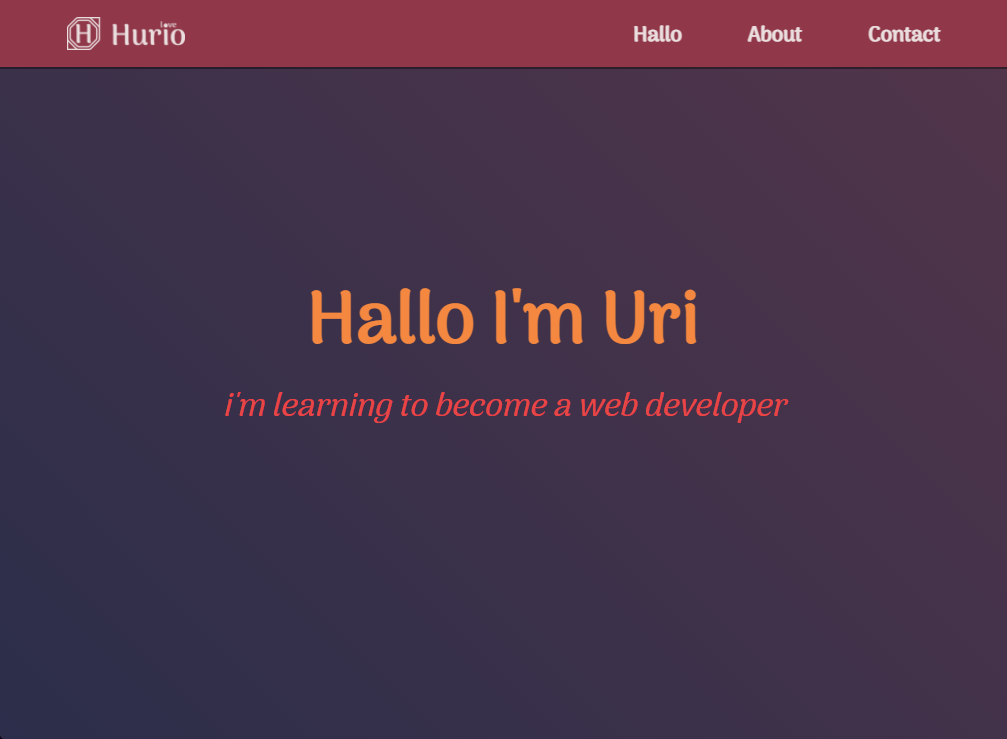 H Hurio
love
Hallo About Contact
Hallo I'm Uri
i'm learning to become a web developer